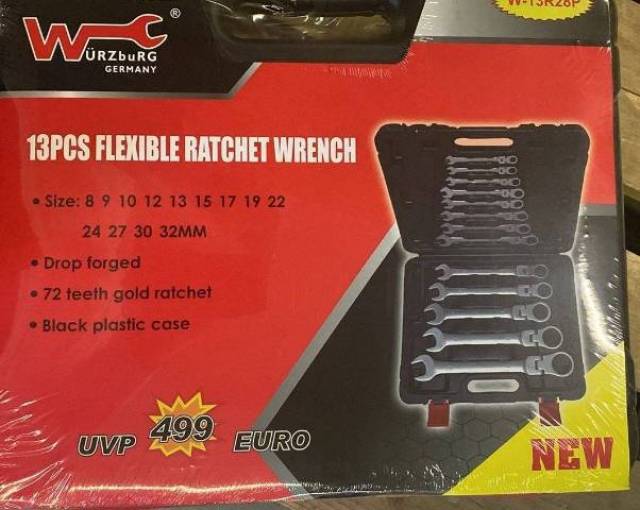 W-13R28P
WÜRZbuRG®
GERMANY
13PCS FLEXIBLE RATCHET WRENCH
• Size: 8 9 10 12 13 15 17 19 22
24 27 30 32MM
• Drop forged
• 72 teeth gold ratchet
• Black plastic case
UVP 499 EURO
NEW